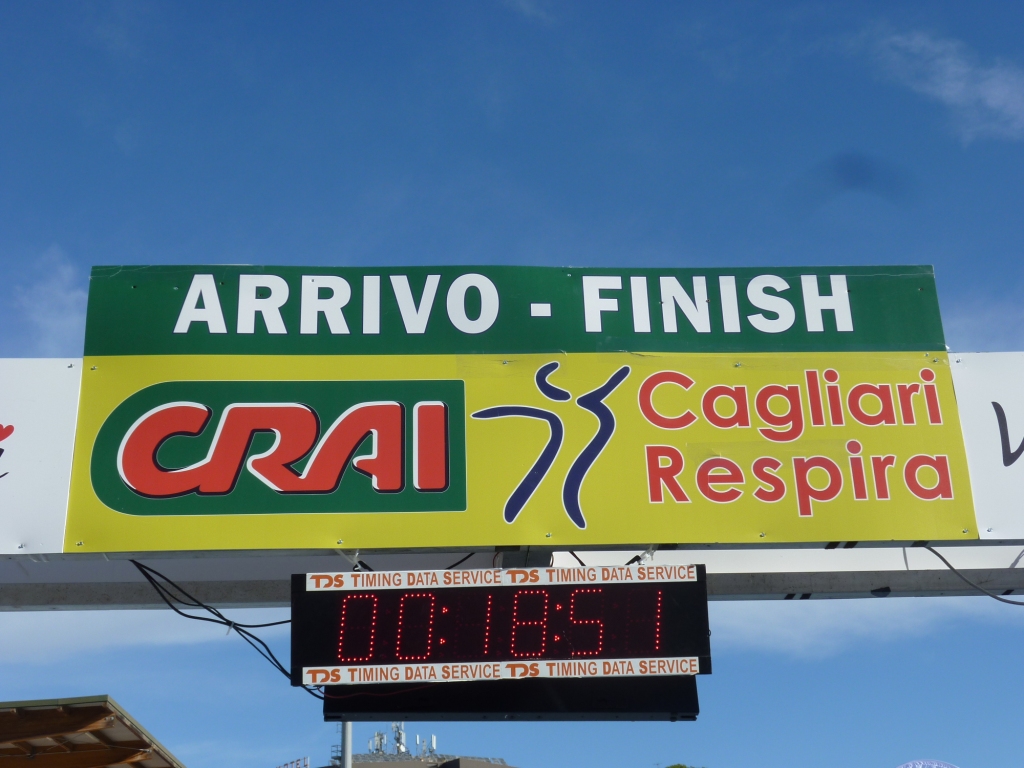 ARRIVO - FINISH
CRAI
Cagliari
Respira
TDS TIMING DATA SERVICE TDS TIMING DATA SERVICE
00:18:51
TDS TIMING DATA SERVICE TDS TIMING DATA SERVICE
HOTEL